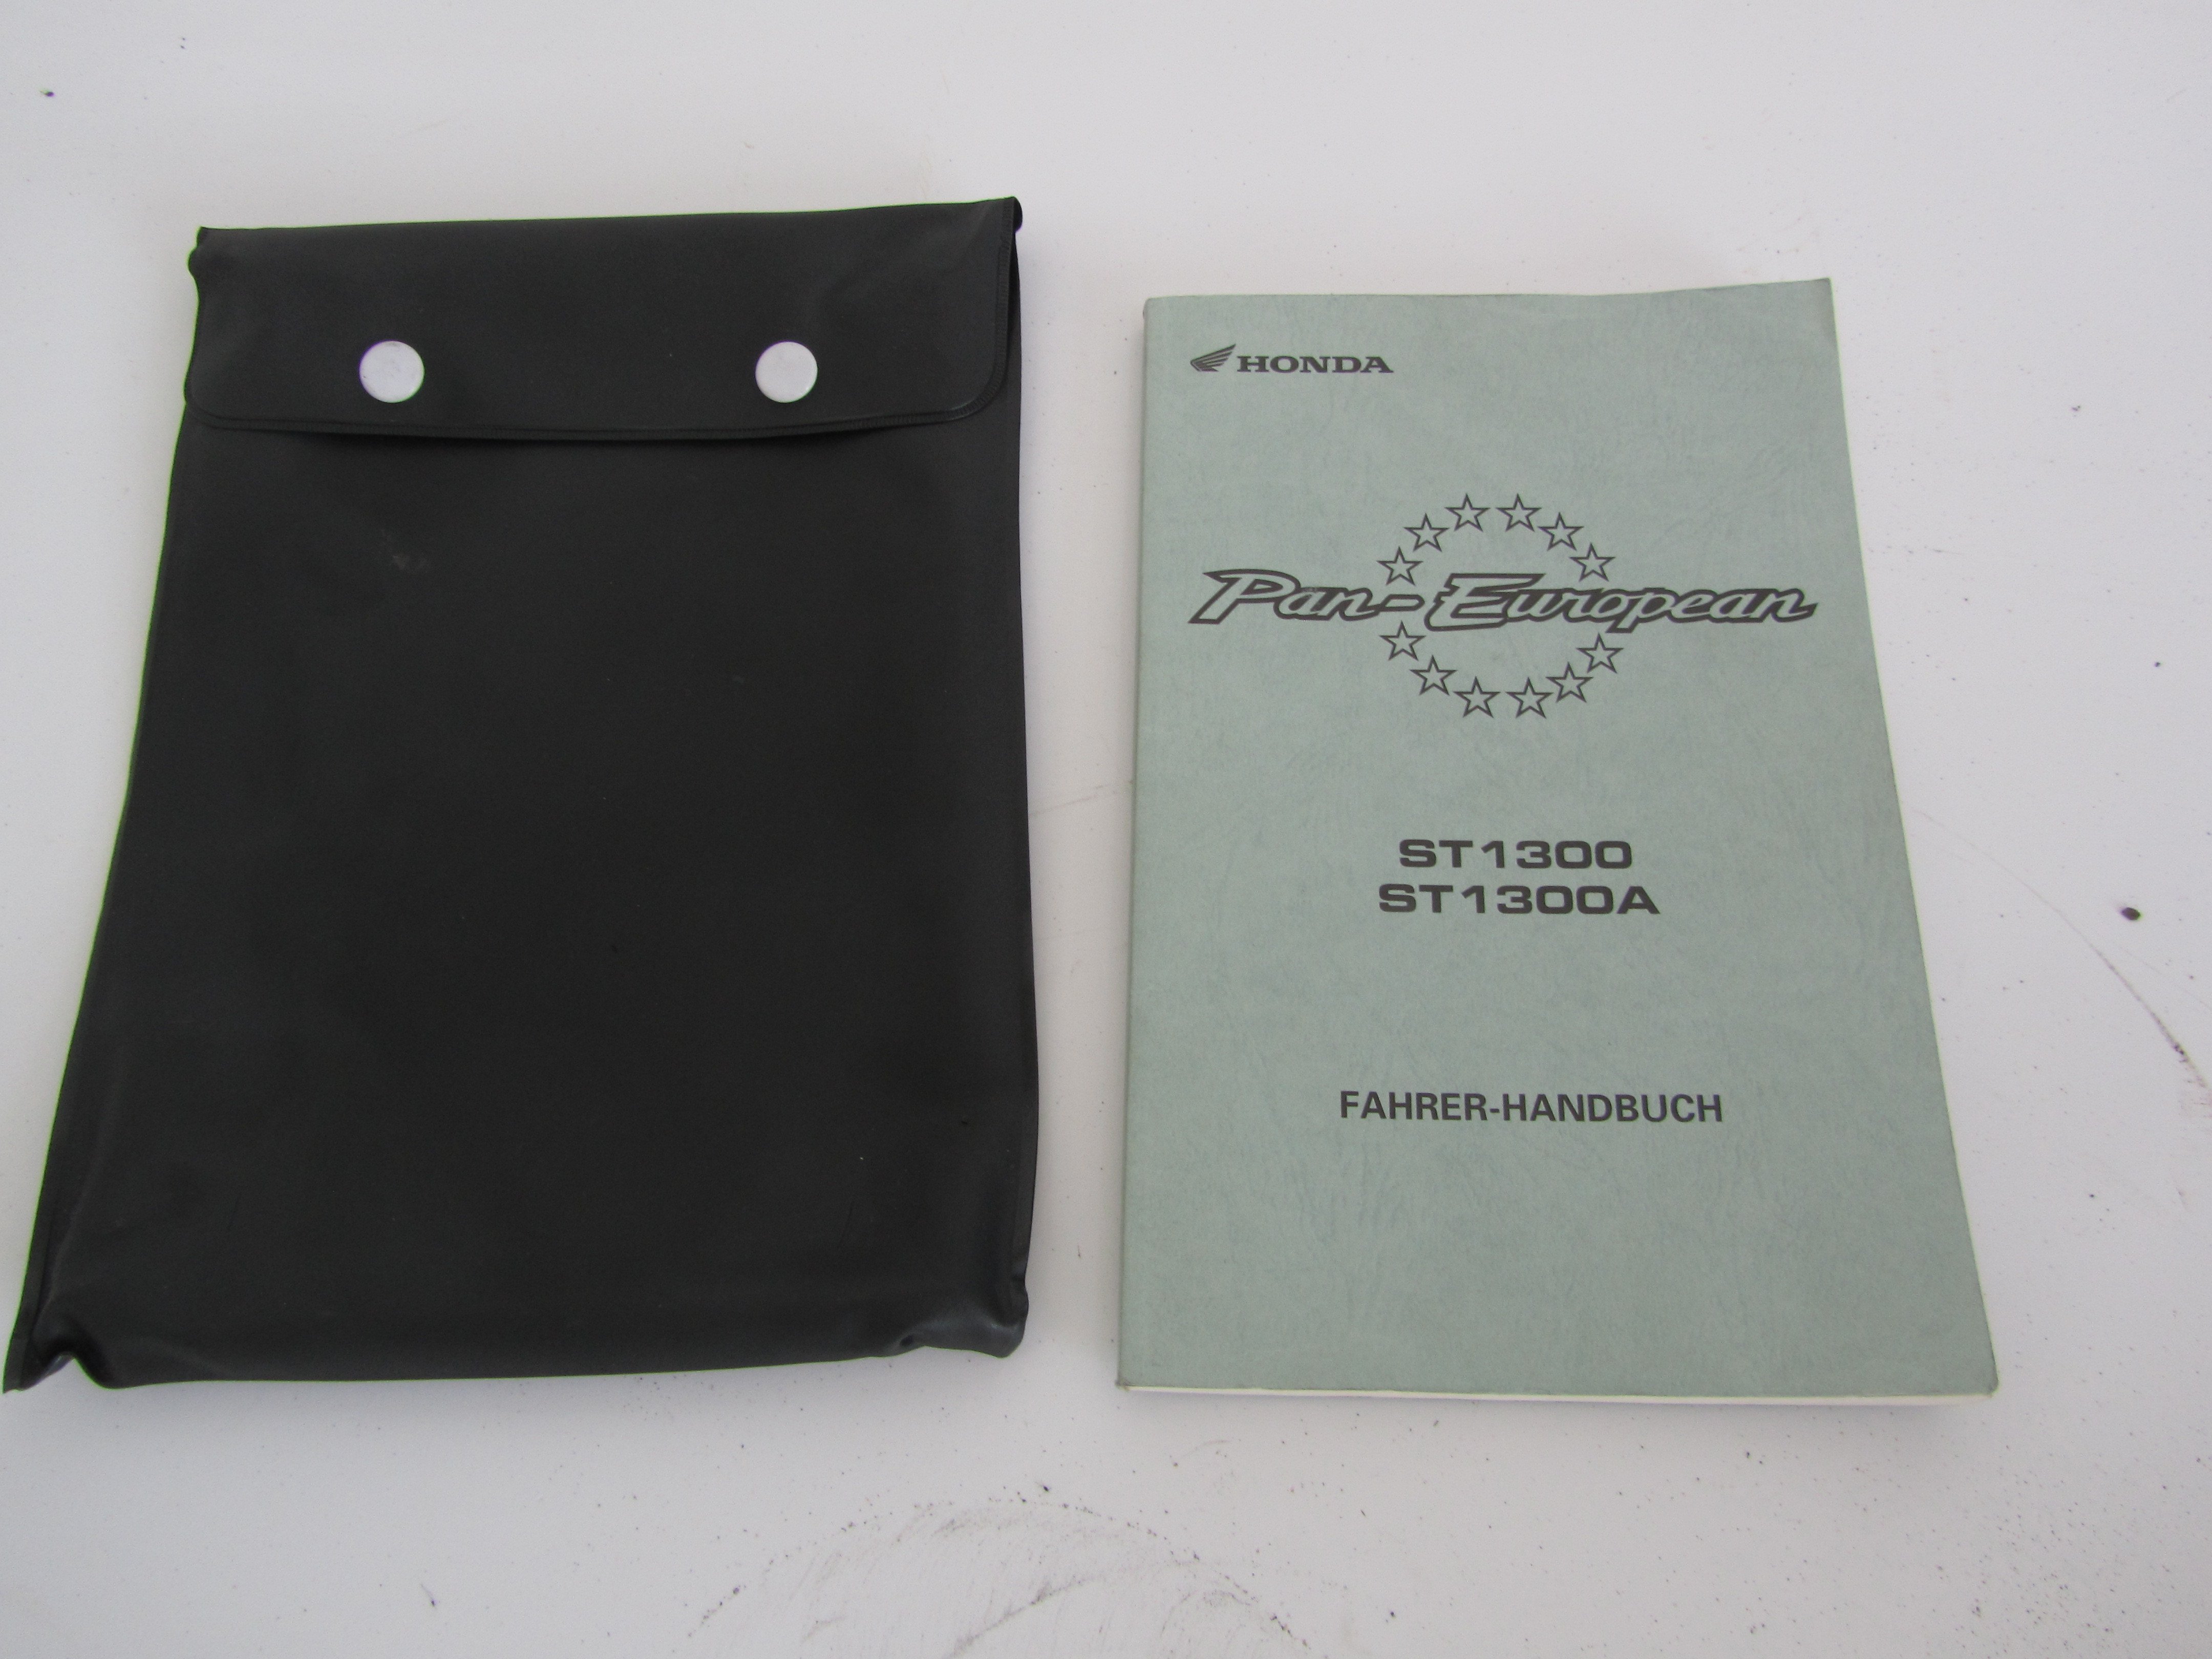 HONDA
Pan-European
ST1300
ST1300A
FAHRER-HANDBUCH